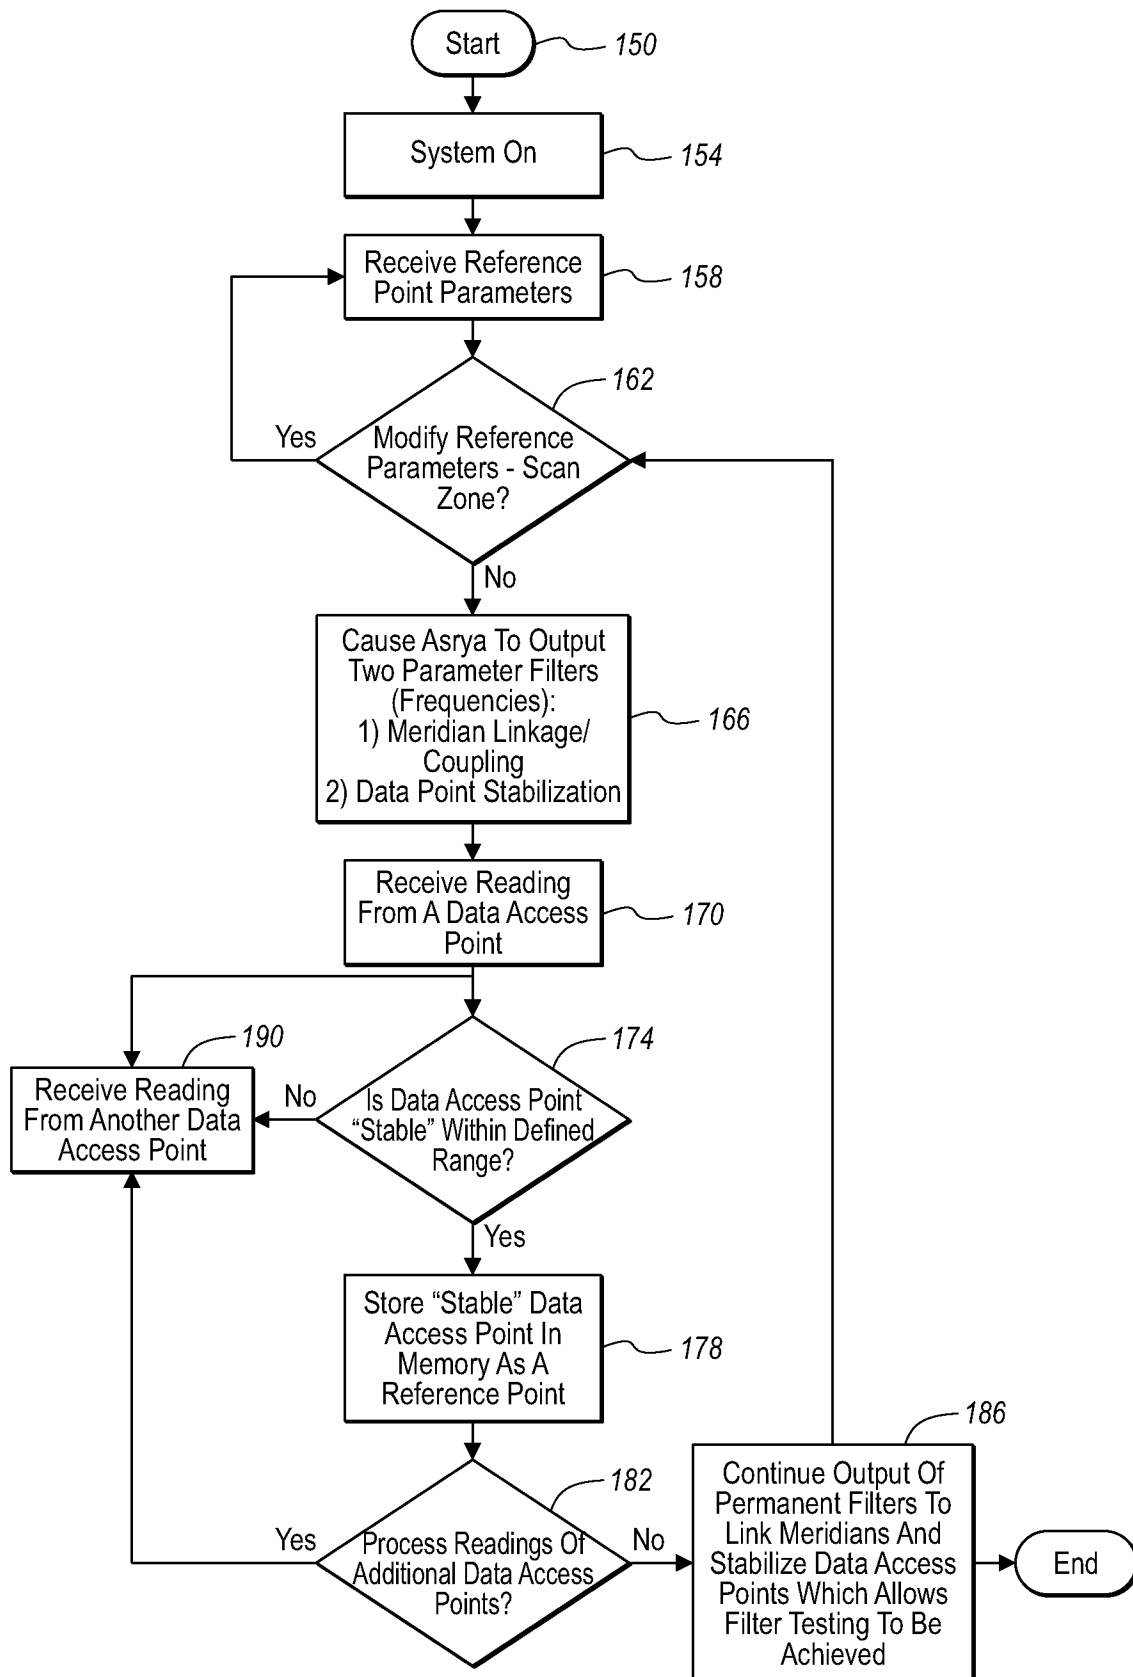 Start
150
System On
154
Receive Reference
Point Parameters
158
162
Yes
Modify Reference
Parameters - Scan
Zone?
No
Cause Asrya To Output
Two Parameter Filters
(Frequencies):
1) Meridian Linkage/
Coupling
2) Data Point Stabilization
166
Receive Reading
From A Data Access
Point
170
190
174
Receive Reading
From Another Data
Access Point
No
Is Data Access Point
“Stable” Within Defined
Range?
Yes
Store “Stable” Data
Access Point In
Memory As A
Reference Point
178
186
182
Yes
Process Readings Of
Additional Data Access
Points?
No
Continue Output Of
Permanent Filters To
Link Meridians And
Stabilize Data Access
Points Which Allows
Filter Testing To Be
Achieved
End